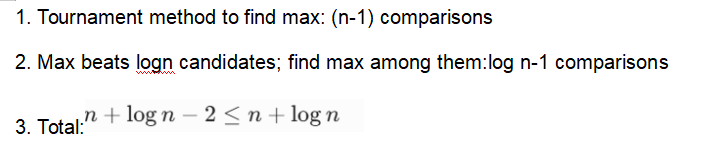 1. Tournament method to find max: (n-1) comparisons
2. Max beats logn candidates; find max among them:log n-1 comparisons
3. Total: n + log n − 2 ≤ n + log n